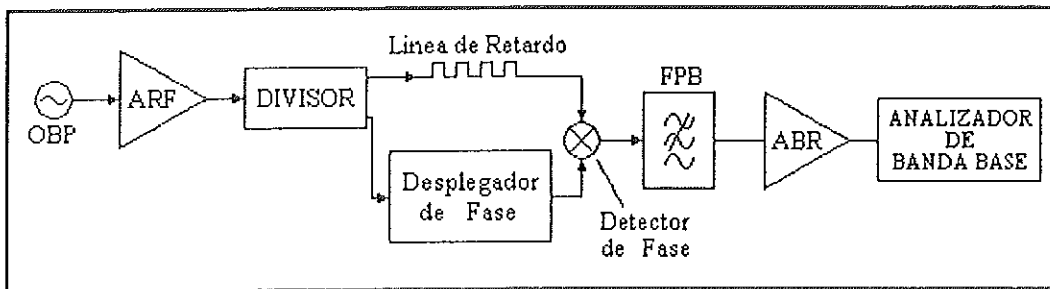 Linea de Retardo
OBP
ARF
DIVISOR
Desplegador
de Fase
Detector
de Fase
FPB
ABR
ANALIZADOR
DE
BANDA BASE